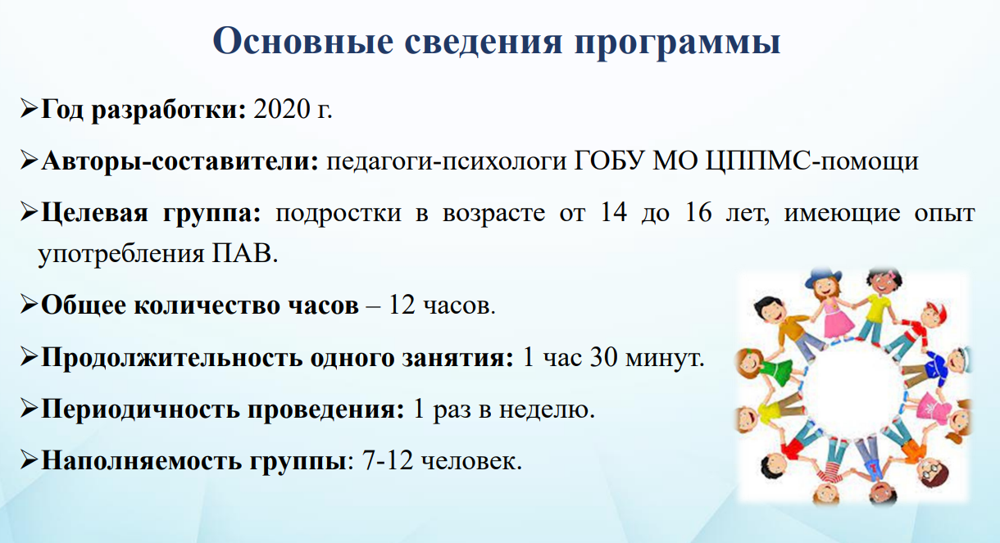 Основные сведения программы
➢Год разработки: 2020 г.
➢Авторы-составители: педагоги-психологи ГОБУ МО ЦППМС-помощи
➢Целевая группа: подростки в возрасте от 14 до 16 лет, имеющие опыт
употребления ПАВ.
➢Общее количество часов – 12 часов.
➢Продолжительность одного занятия: 1 час 30 минут.
➢Периодичность проведения: 1 раз в неделю.
➢Наполняемость группы: 7-12 человек.